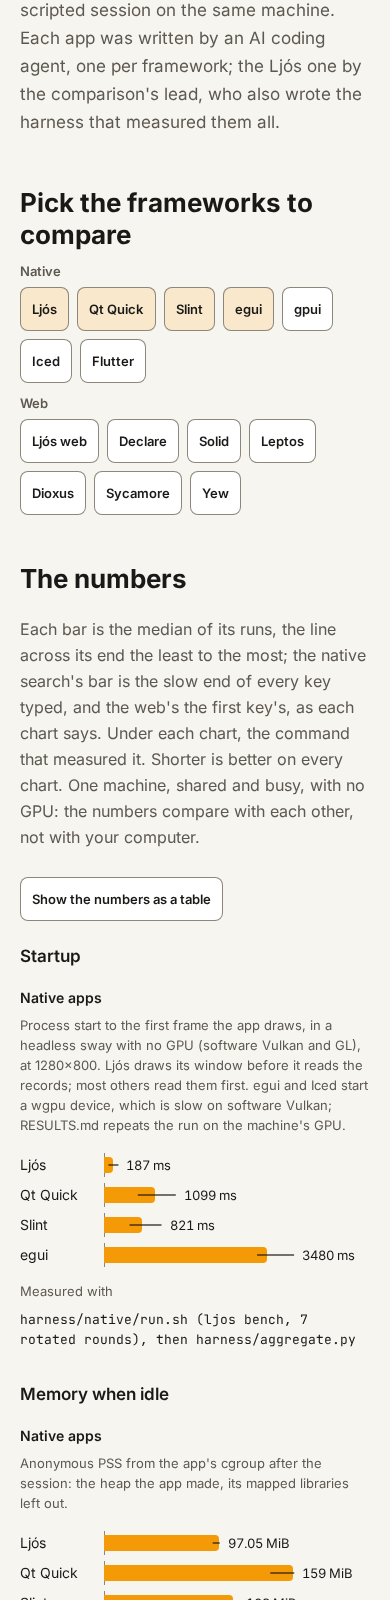 scripted session on the same machine.
Each app was written by an AI coding
agent, one per framework; the Ljós one by
the comparison's lead, who also wrote the
harness that measured them all.
Pick the frameworks to
compare
Native
Ljós Qt Quick Slint egui gpui
Iced Flutter
Web
Ljós web Declare Solid Leptos
Dioxus Sycamore Yew
The numbers
Each bar is the median of its runs, the line
across its end the least to the most; the native
search's bar is the slow end of every key
typed, and the web's the first key's, as each
chart says. Under each chart, the command
that measured it. Shorter is better on every
chart. One machine, shared and busy, with no
GPU: the numbers compare with each other,
not with your computer.
Show the numbers as a table
Startup
Native apps
Process start to the first frame the app draws, in a
headless sway with no GPU (software Vulkan and GL),
at 1280×800. Ljós draws its window before it reads the
records; most others read them first. egui and Iced start
a wgpu device, which is slow on software Vulkan;
RESULTS.md repeats the run on the machine's GPU.
Ljós 187 ms
Qt Quick 1099 ms
Slint 821 ms
egui 3480 ms
Measured with
harness/native/run.sh (ljos bench, 7
rotated rounds), then harness/aggregate.py
Memory when idle
Native apps
Anonymous PSS from the app's cgroup after the
session: the heap the app made, its mapped libraries
left out.
Ljós 97.05 MiB
Qt Quick 159 MiB